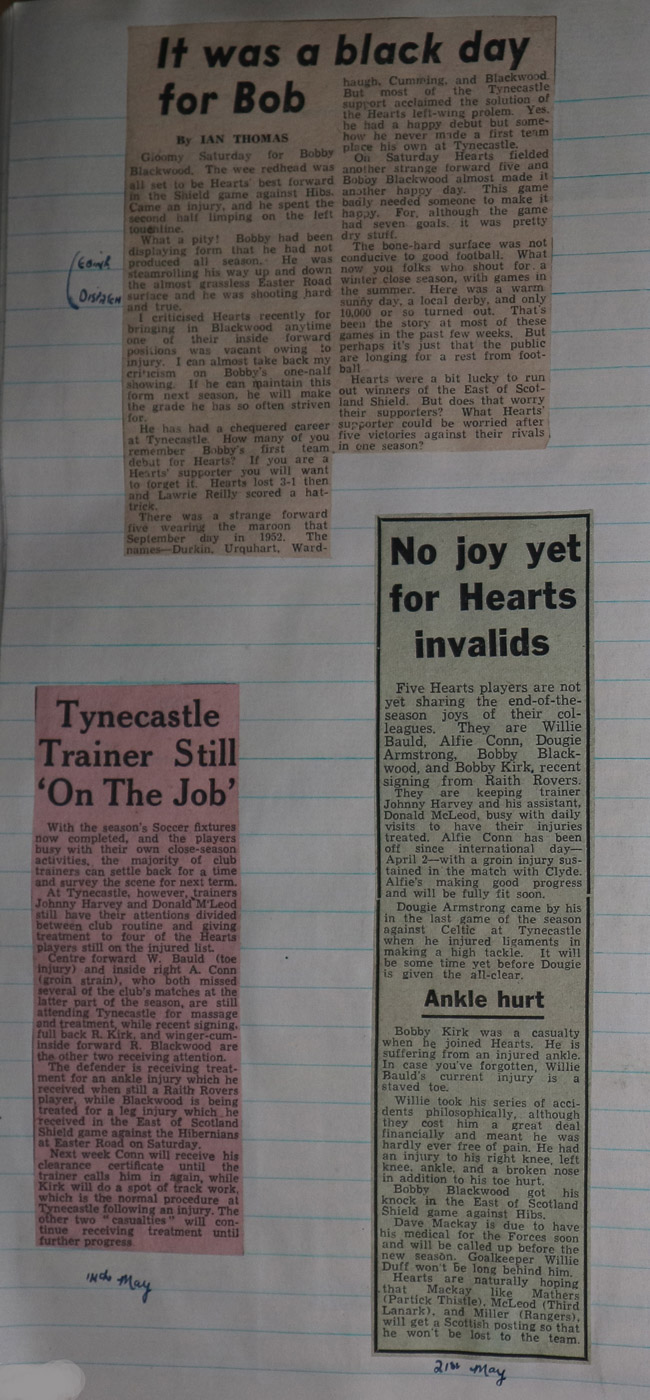 It was a black day
for Bob
By IAN THOMAS
Gloomy Saturday for Bobby
Blackwood. The wee redhead was
all set to be Hearts' best forward
in the Shield game against Hibs.
Came an injury, and he spent the
second half limping on the left
touchline.
What a pity! Bobby had been
displaying form that he had not
produced all season. He was
steamrolling his way up and down
the almost grassless Easter Road
surface and he was shooting hard
and true.
I criticised Hearts recently for
bringing in Blackwood anytime
one of their inside forward
positions was vacant owing to
injury. I can almost take back my
criticism on Bobby's one-half
showing. If he can maintain this
form next season, he will make
the grade he has so often striven
for.
He has had a chequered career
at Tynecastle. How many of you
remember Bobby's first team
debut for Hearts? If you are a
Hearts' supporter you will want
to forget it. Hearts lost 3-1 then
and Lawrie Reilly scored a hat-
trick.
There was a strange forward
five wearing the maroon that
September day in 1952. The
names—Durkin, Urquhart, Ward-
haugh, Cumming, and Blackwood.
But most of the Tynecastle
support acclaimed the solution of
the Hearts left-wing prolem. Yes,
he had a happy debut but some-
how he never made a first team
place his own at Tynecastle.
On Saturday Hearts fielded
another strange forward five and
Bobby Blackwood almost made it
another happy day. This game
badly needed someone to make it
happy. For, although the game
had seven goals, it was pretty
dry stuff.
The bone-hard surface was not
conducive to good football. What
now you folks who shout for a
winter close season, with games in
the summer. Here was a warm
sunny day, a local derby, and only
10,000 or so turned out. That's
been the story at most of these
games in the past few weeks. But
perhaps it's just that the public
are longing for a rest from foot-
ball.
Hearts were a bit lucky to run
out winners of the East of Scot-
land Shield. But does that worry
their supporters? What Hearts'
supporter could be worried after
five victories against their rivals
in one season?
No joy yet
for Hearts
invalids
Five Hearts players are not
yet sharing the end-of-the-
season joys of their col-
leagues. They are Willie
Bauld, Alfie Conn, Dougie
Armstrong, Bobby Black-
wood, and Bobby Kirk, recent
signing from Raith Rovers.
They are keeping trainer
Johnny Harvey and his assistant,
Donald McLeod, busy with daily
visits to have their injuries
treated. Alfie Conn has been
off since international day—
April 2—with a groin injury sus-
tained in the match with Clyde.
Alfie's making good progress
and will be fully fit soon.
Dougie Armstrong came by his
in the last game of the season
against Celtic at Tynecastle
when he injured ligaments in
making a high tackle. It will
be some time yet before Dougie
is given the all-clear.
Ankle hurt
Bobby Kirk was a casualty
when he joined Hearts. He is
suffering from an injured ankle.
In case you've forgotten, Willie
Bauld's current injury is a
staved toe.
Willie took his series of acci-
dents philosophically, although
they cost him a great deal
financially and meant he was
hardly ever free of pain. He had
an injury to his right knee, left
knee, ankle, and a broken nose
in addition to his toe hurt.
Bobby Blackwood got his
knock in the East of Scotland
Shield game against Hibs.
Dave Mackay is due to have
his medical for the Forces soon
and will be called up before the
new season. Goalkeeper Willie
Duff won't be long behind him.
Hearts are naturally hoping
that Mackay like Mathers
(Partick Thistle), McLeod (Third
Lanark), and Miller (Rangers),
will get a Scottish posting so that
he won't be lost to the team.
21st May
Tynecastle
Trainer Still
'On The Job'
With the season's Soccer fixtures
now completed, and the players
busy with their own close-season
activities, the majority of club
trainers can settle back for a time
and survey the scene for next term.
At Tynecastle, however, trainers
Johnny Harvey and Donald M'Leod
still have their attentions divided
between club routine and giving
treatment to four of the Hearts
players still on the injured list.
Centre forward W. Bauld (toe
injury) and inside right A. Conn
(groin strain), who both missed
several of the club's matches at the
latter part of the season, are still
attending Tynecastle for massage
and treatment, while recent signing,
full back R. Kirk, and winger-cum-
inside forward R. Blackwood are
the other two receiving attention.
The defender is receiving treat-
ment for an ankle injury which he
received when still a Raith Rovers
player, while Blackwood is being
treated for a leg injury which he
received in the East of Scotland
Shield game against the Hibernians
at Easter Road on Saturday.
Next week Conn will receive his
clearance certificate until the
trainer calls him in again, while
Kirk will do a spot of track work,
which is the normal procedure at
Tynecastle following an injury. The
other two "casualties" will con-
tinue receiving treatment until
further progress.
14th May